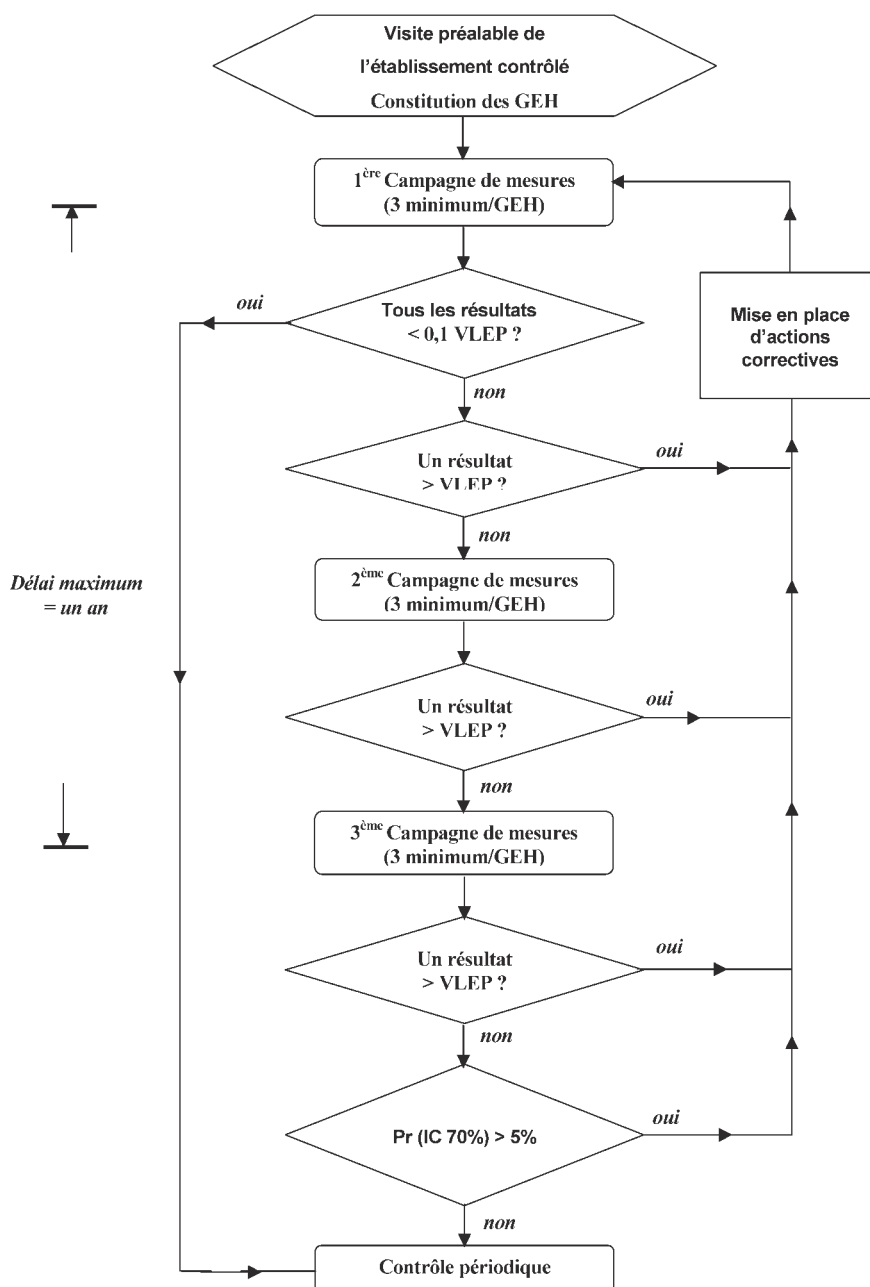 Visite préalable de
l'établissement contrôlé
Constitution des GEH
1ère Campagne de mesures
(3 minimum/GEH)
oui
Tous les résultats
< 0,1 VLEP ?
Mise en place
d'actions
correctives
non
Un résultat
> VLEP ?
oui
non
2ème Campagne de mesures
(3 minimum/GEH)
Délai maximum
= un an
Un résultat
> VLEP ?
oui
non
3ème Campagne de mesures
(3 minimum/GEH)
Un résultat
> VLEP ?
oui
non
Pr (IC 70%) > 5%
oui
non
Contrôle périodique